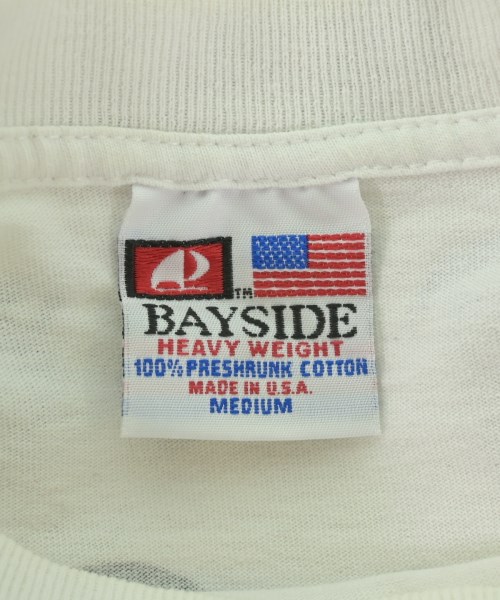 TM
BAYSIDE
HEAVY WEIGHT
100% PRESHRUNK COTTON
MADE IN U.S.A.
MEDIUM